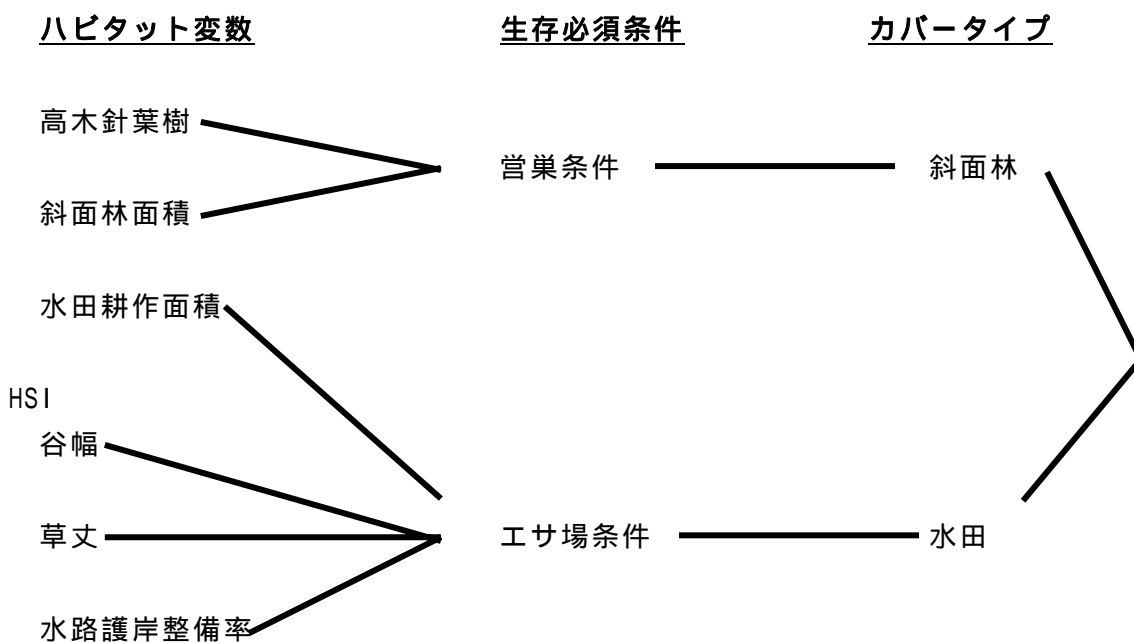 ハビタット変数 生存必須条件 カバータイプ
高木針葉樹
営巣条件 斜面林
斜面林面積
水田耕作面積
HSI
谷幅
草丈 エサ場条件 水田
水路護岸整備率